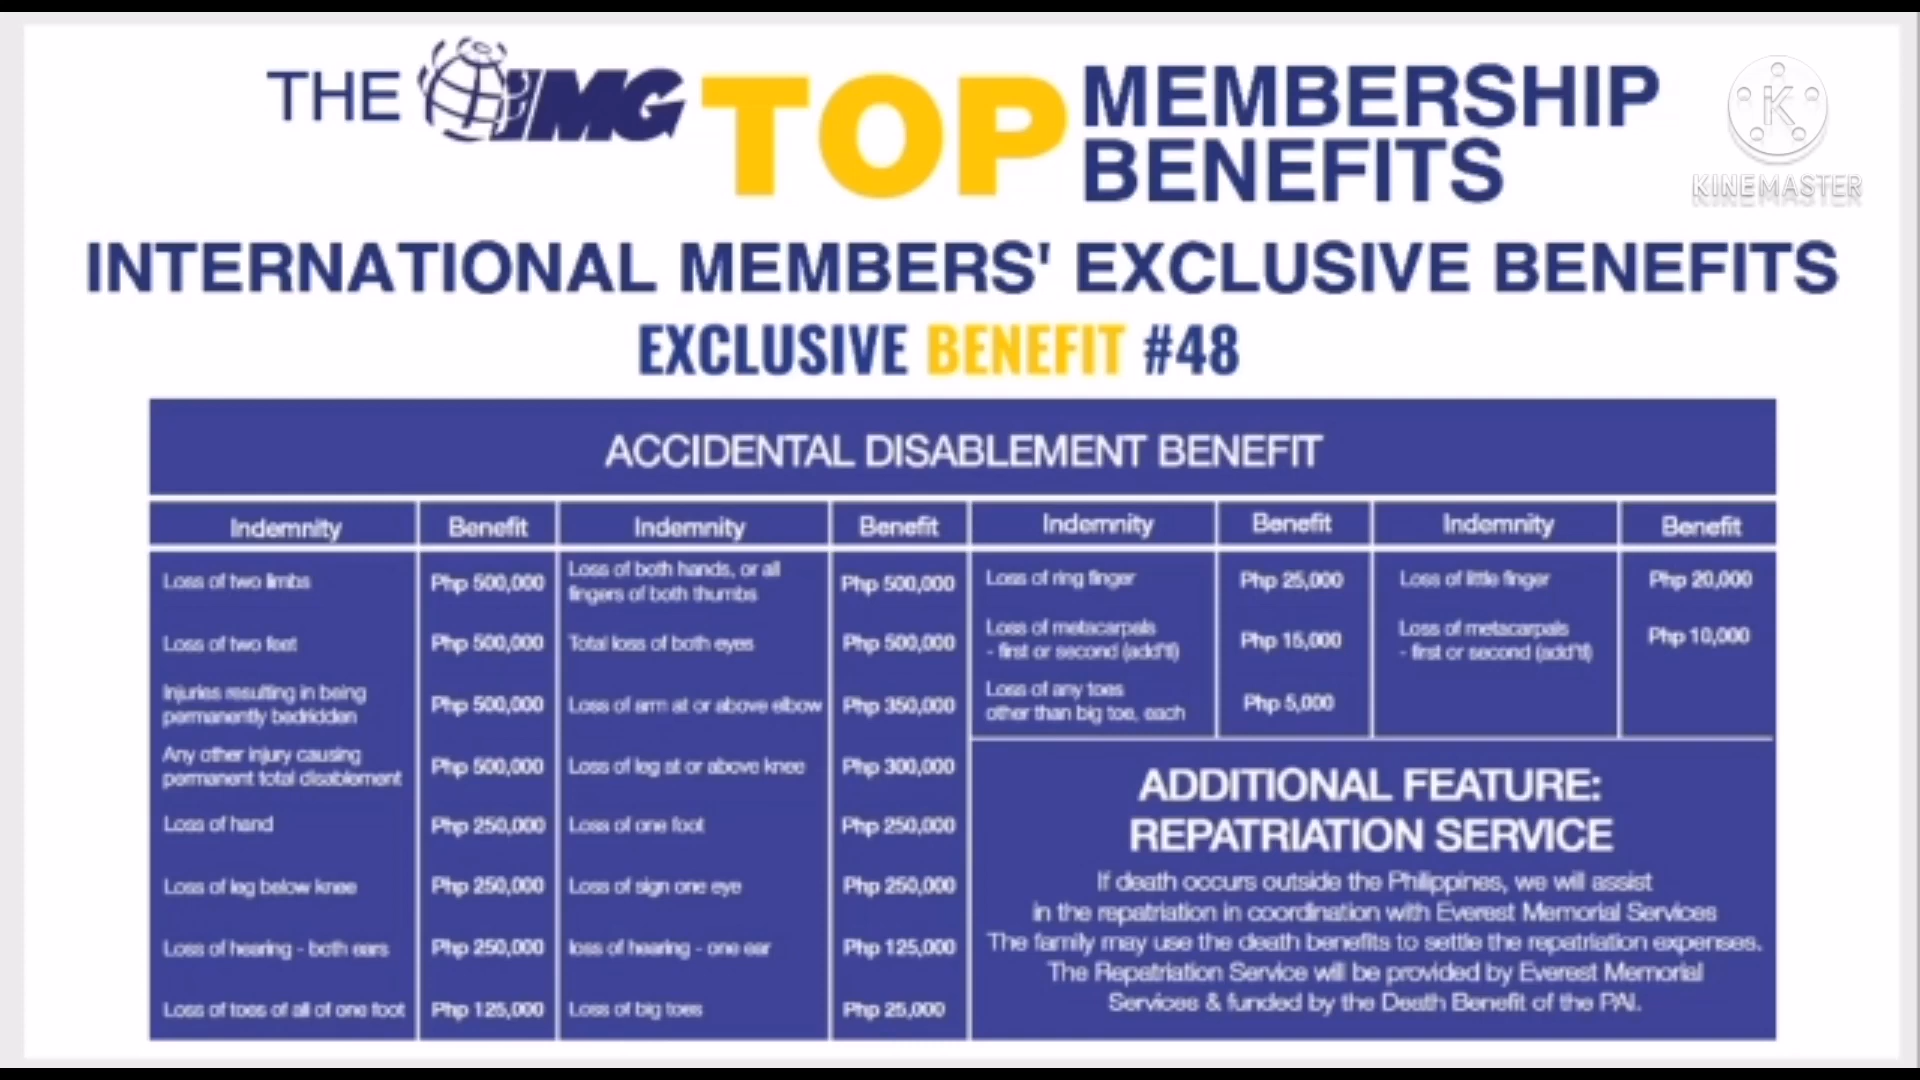 THE IMG TOP MEMBERSHIP
BENEFITS
KINEMASTER
INTERNATIONAL MEMBERS' EXCLUSIVE BENEFITS
EXCLUSIVE BENEFIT #48
ACCIDENTAL DISABLEMENT BENEFIT
Indemnity Benefit Indemnity Benefit Indemnity Benefit Indemnity Benefit
Loss of two limbs Php 500,000
Loss of two feet Php 500,000
Injuries resulting in being
permanently bedridden Php 500,000
Any other injury causing
permanent total disablement Php 500,000
Loss of hand Php 250,000
Loss of leg below knee Php 250,000
Loss of hearing - both ears Php 250,000
Loss of toes of all of one foot Php 125,000
Loss of both hands, or all
fingers of both thumbs Php 500,000
Total loss of both eyes Php 500,000
Loss of arm at or above elbow Php 350,000
Loss of leg at or above knee Php 300,000
Loss of one foot Php 250,000
Loss of sign one eye Php 250,000
loss of hearing - one ear Php 125,000
Loss of big toes Php 25,000
Loss of ring finger Php 25,000
Loss of metacarpals
- first or second (add'tl) Php 15,000
Loss of any toes
other than big toe, each Php 5,000
Loss of little finger Php 20,000
Loss of metacarpals
- first or second (add'tl) Php 10,000
ADDITIONAL FEATURE:
REPATRIATION SERVICE
If death occurs outside the Philippines, we will assist
in the repatriation in coordination with Everest Memorial Services
The family may use the death benefits to settle the repatriation expenses.
The Repatriation Service will be provided by Everest Memorial
Services & funded by the Death Benefit of the PAI.